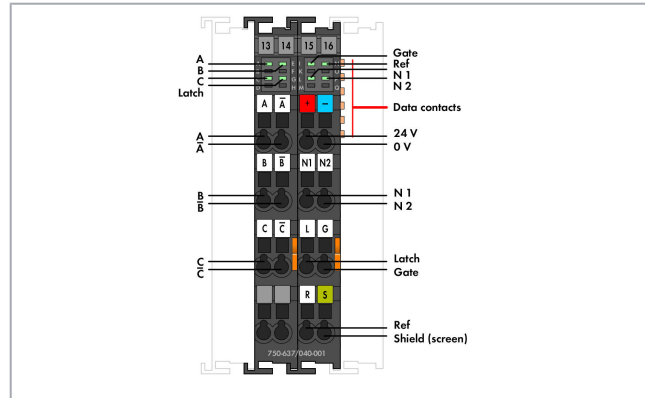 13 14 15 16
A
B
C
Latch
Gate
Ref
N 1
N 2
Data contacts
E
F
G
D H
K
M
A A̅ + −
A
A̅
24 V
0 V
B B̅ N1 N2
B
B̅
N 1
N 2
C C̅ L G
C
C̅
Latch
Gate
R S
Ref
Shield (screen)
750-637/040-001